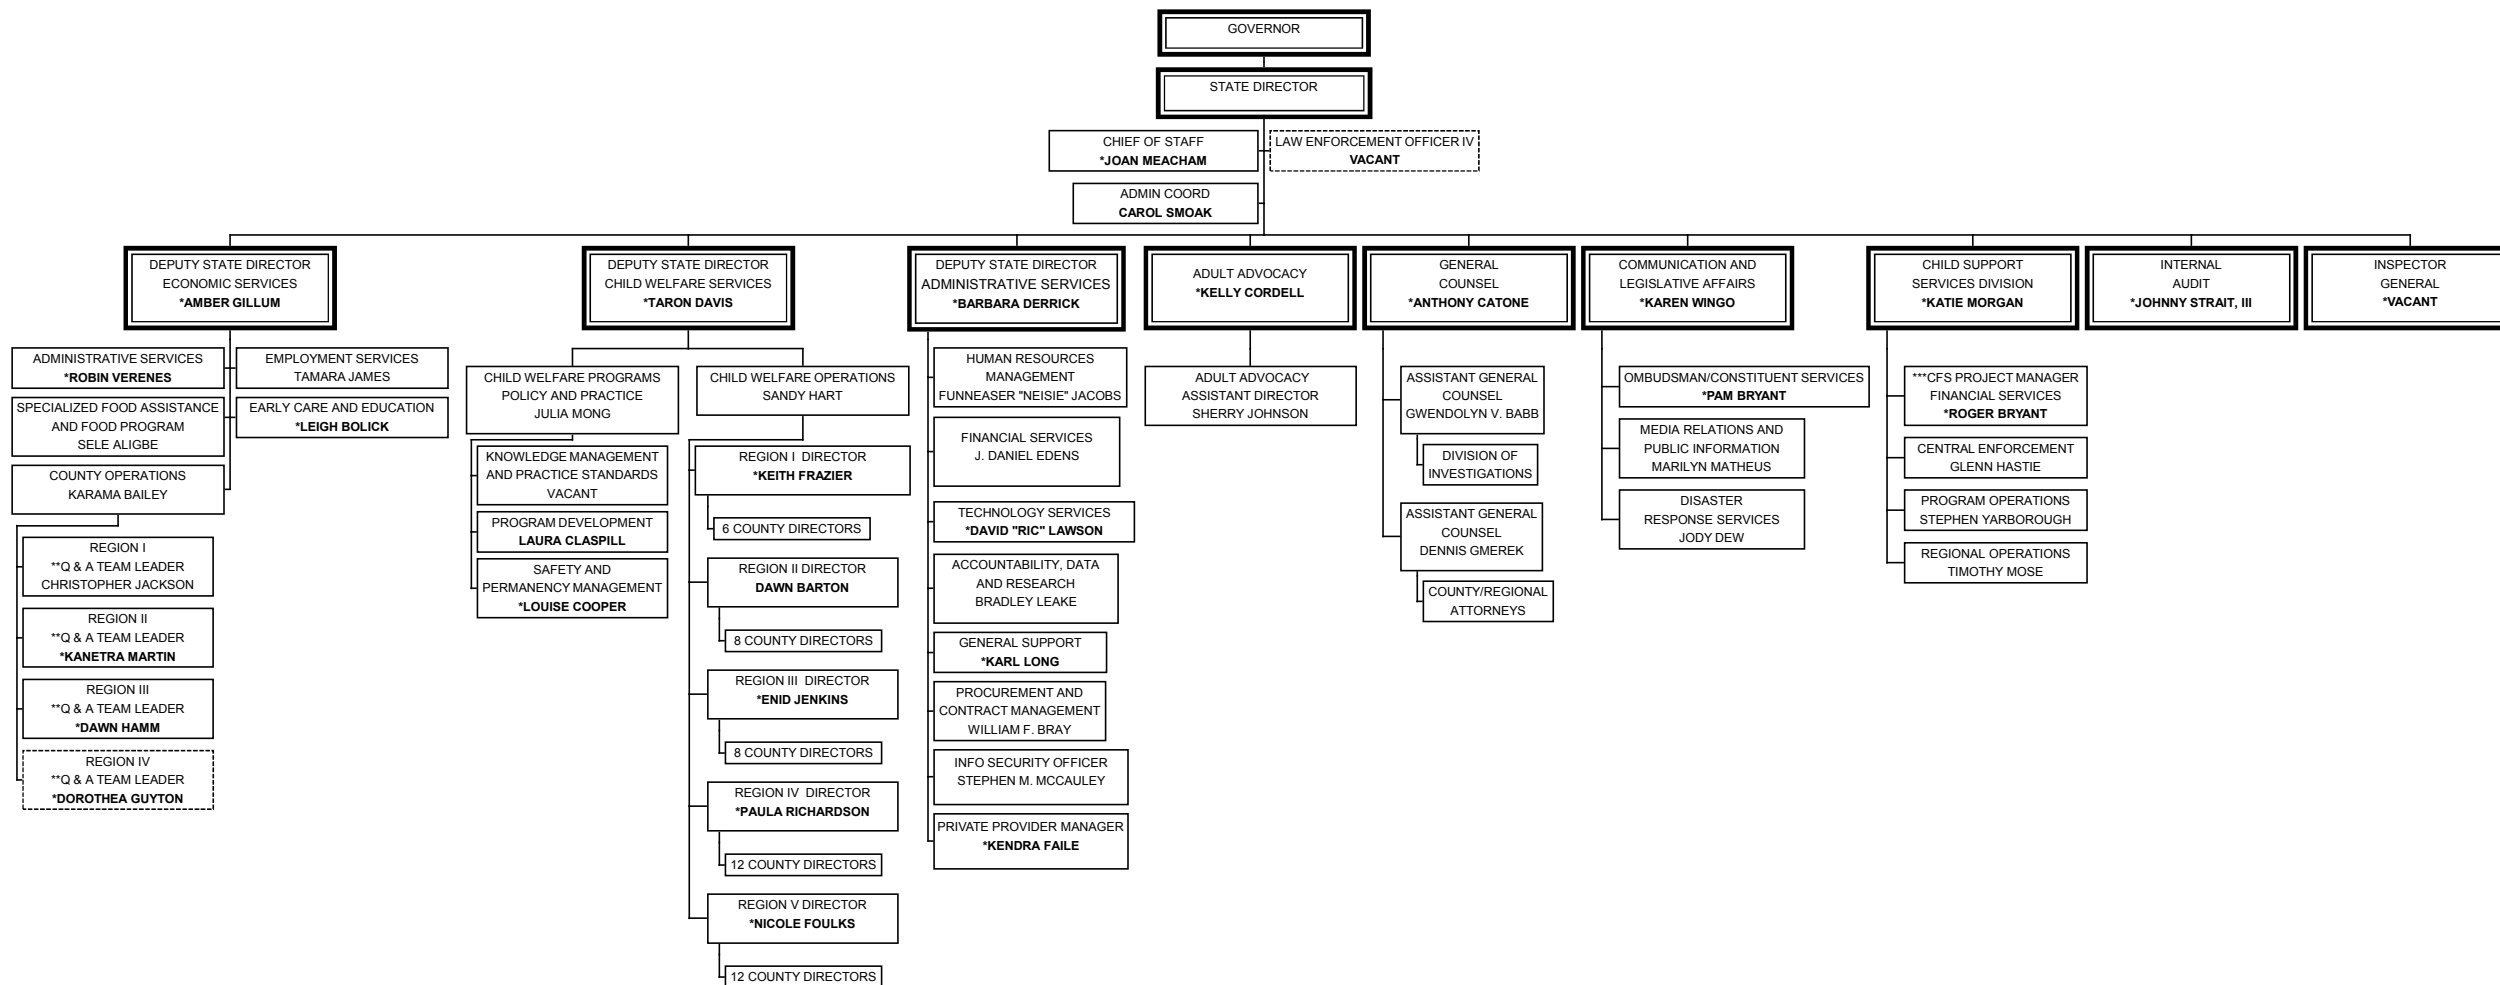 GOVERNOR
STATE DIRECTOR
CHIEF OF STAFF
*JOAN MEACHAM
LAW ENFORCEMENT OFFICER IV
VACANT
ADMIN COORD
CAROL SMOAK
DEPUTY STATE DIRECTOR
ECONOMIC SERVICES
*AMBER GILLUM
DEPUTY STATE DIRECTOR
CHILD WELFARE SERVICES
*TARON DAVIS
DEPUTY STATE DIRECTOR
ADMINISTRATIVE SERVICES
*BARBARA DERRICK
ADULT ADVOCACY
*KELLY CORDELL
GENERAL
COUNSEL
*ANTHONY CATONE
COMMUNICATION AND
LEGISLATIVE AFFAIRS
*KAREN WINGO
CHILD SUPPORT
SERVICES DIVISION
*KATIE MORGAN
INTERNAL
AUDIT
*JOHNNY STRAIT, III
INSPECTOR
GENERAL
*VACANT
ADMINISTRATIVE SERVICES
*ROBIN VERENES
EMPLOYMENT SERVICES
TAMARA JAMES
SPECIALIZED FOOD ASSISTANCE
AND FOOD PROGRAM
SELE ALIGBE
EARLY CARE AND EDUCATION
*LEIGH BOLICK
COUNTY OPERATIONS
KARAMA BAILEY
REGION I
**Q & A TEAM LEADER
CHRISTOPHER JACKSON
REGION II
**Q & A TEAM LEADER
*KANETRA MARTIN
REGION III
**Q & A TEAM LEADER
*DAWN HAMM
REGION IV
**Q & A TEAM LEADER
*DOROTHEA GUYTON
CHILD WELFARE PROGRAMS
POLICY AND PRACTICE
JULIA MONG
KNOWLEDGE MANAGEMENT
AND PRACTICE STANDARDS
VACANT
PROGRAM DEVELOPMENT
LAURA CLASPILL
SAFETY AND
PERMANENCY MANAGEMENT
*LOUISE COOPER
CHILD WELFARE OPERATIONS
SANDY HART
REGION I DIRECTOR
*KEITH FRAZIER
6 COUNTY DIRECTORS
REGION II DIRECTOR
DAWN BARTON
8 COUNTY DIRECTORS
REGION III DIRECTOR
*ENID JENKINS
8 COUNTY DIRECTORS
REGION IV DIRECTOR
*PAULA RICHARDSON
12 COUNTY DIRECTORS
REGION V DIRECTOR
*NICOLE FOULKS
12 COUNTY DIRECTORS
HUMAN RESOURCES
MANAGEMENT
FUNNEASER "NEISIE" JACOBS
FINANCIAL SERVICES
J. DANIEL EDENS
TECHNOLOGY SERVICES
*DAVID "RIC" LAWSON
ACCOUNTABILITY, DATA
AND RESEARCH
BRADLEY LEAKE
GENERAL SUPPORT
*KARL LONG
PROCUREMENT AND
CONTRACT MANAGEMENT
WILLIAM F. BRAY
INFO SECURITY OFFICER
STEPHEN M. MCCAULEY
PRIVATE PROVIDER MANAGER
*KENDRA FAILE
ADULT ADVOCACY
ASSISTANT DIRECTOR
SHERRY JOHNSON
ASSISTANT GENERAL
COUNSEL
GWENDOLYN V. BABB
DIVISION OF
INVESTIGATIONS
ASSISTANT GENERAL
COUNSEL
DENNIS GMEREK
COUNTY/REGIONAL
ATTORNEYS
OMBUDSMAN/CONSTITUENT SERVICES
*PAM BRYANT
MEDIA RELATIONS AND
PUBLIC INFORMATION
MARILYN MATHEUS
DISASTER
RESPONSE SERVICES
JODY DEW
***CFS PROJECT MANAGER
FINANCIAL SERVICES
*ROGER BRYANT
CENTRAL ENFORCEMENT
GLENN HASTIE
PROGRAM OPERATIONS
STEPHEN YARBOROUGH
REGIONAL OPERATIONS
TIMOTHY MOSE